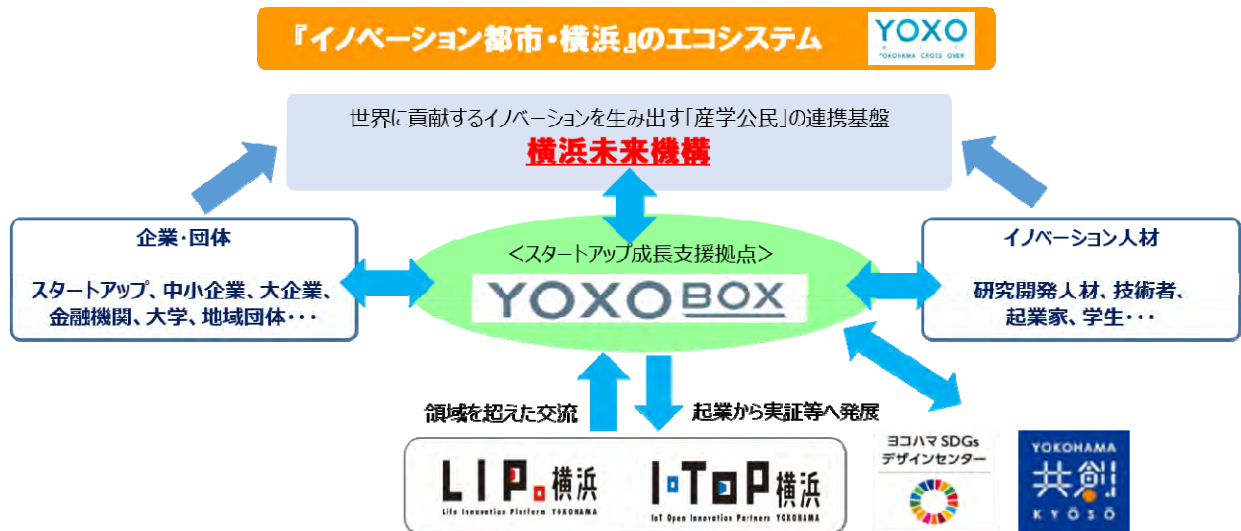 『イノベーション都市・横浜』のエコシステム
YOXO
YOKOHAMA CROSS OVER
世界に貢献するイノベーションを生み出す「産学公民」の連携基盤
横浜未来機構
企業・団体
スタートアップ、中小企業、大企業、
金融機関、大学、地域団体・・・
＜スタートアップ成長支援拠点＞
YOXO BOX
イノベーション人材
研究開発人材、技術者、
起業家、学生・・・
領域を超えた交流
起業から実証等へ発展
LIP.横浜
Life Innovation Platform YOKOHAMA
I・TOP横浜
IoT Open Innovation Partners YOKOHAMA
ヨコハマ SDGs
デザインセンター
YOKOHAMA
共創
KYŌSŌ